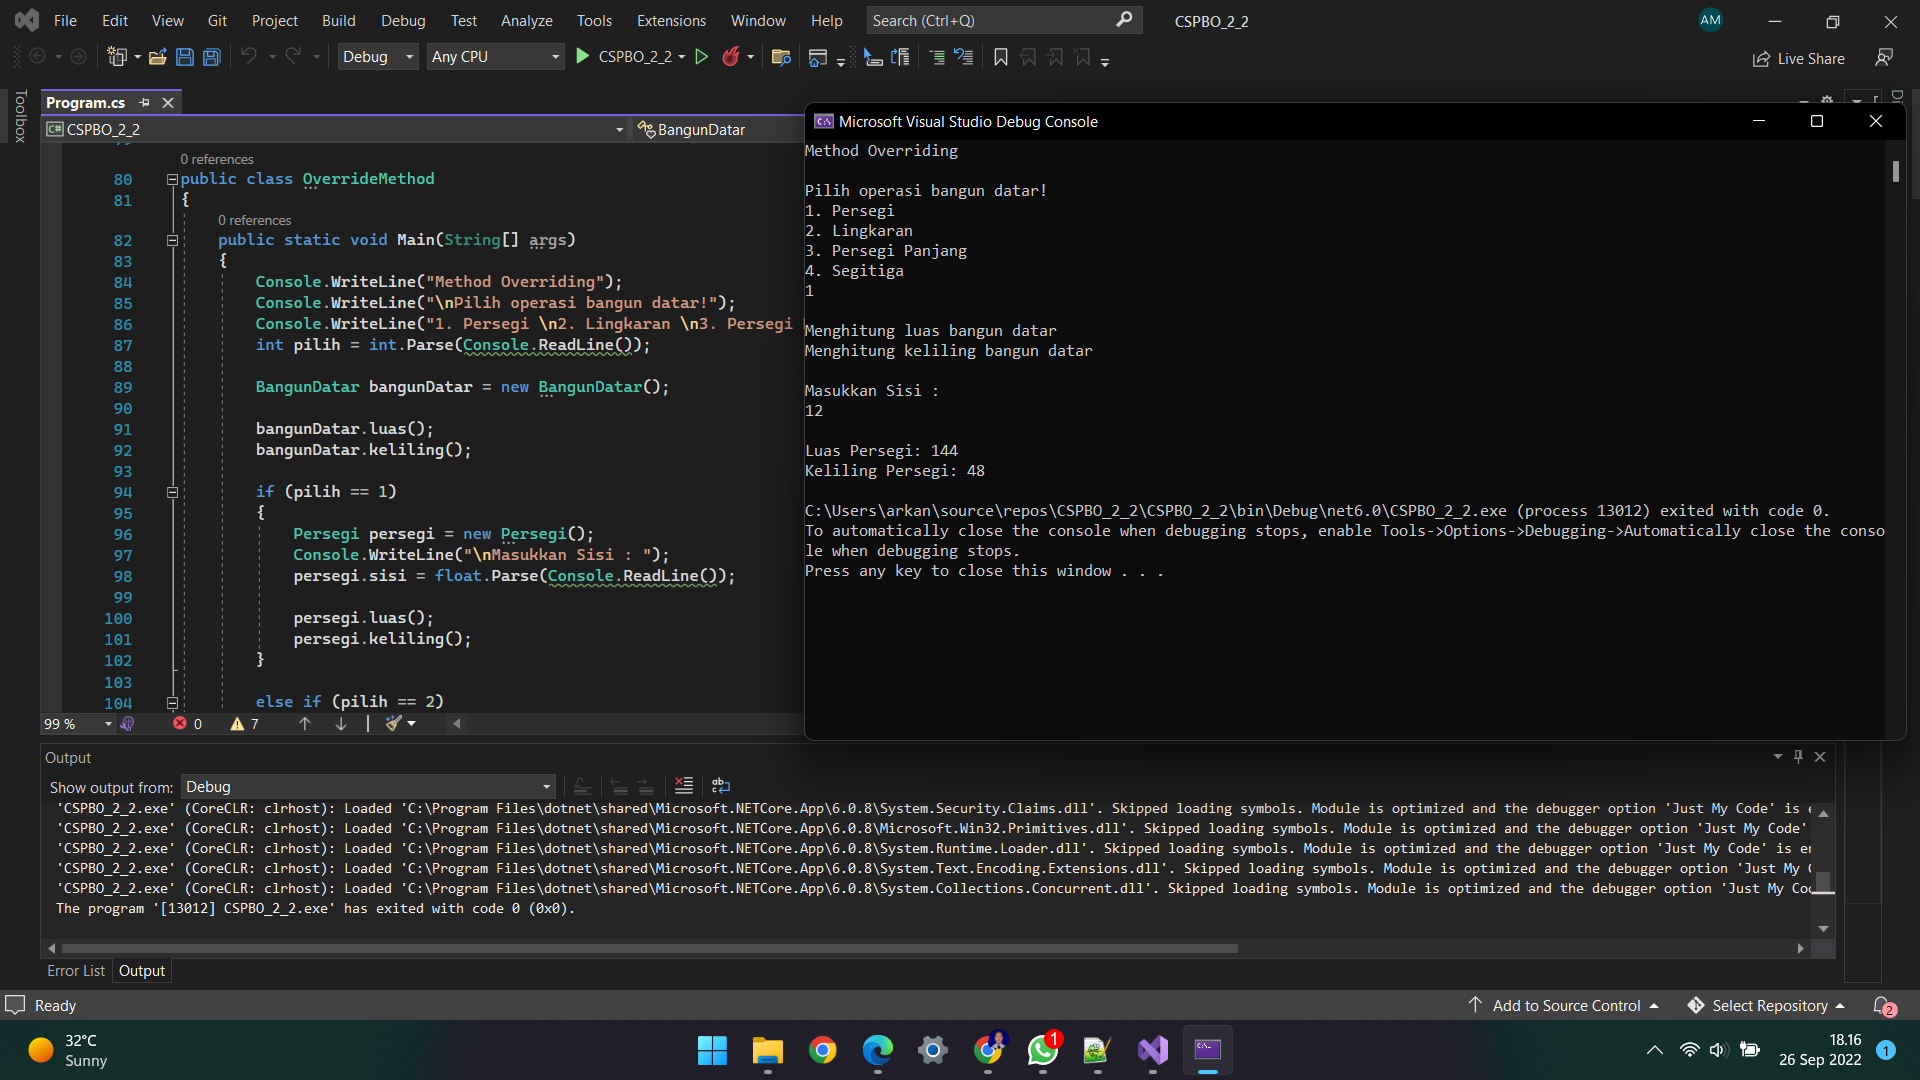 File Edit View Git Project Build Debug Test Analyze Tools Extensions Window Help Search (Ctrl+Q) CSPBO_2_2 AM
Debug Any CPU CSPBO_2_2 Live Share
Toolbox
Program.cs
C# CSPBO_2_2 BangunDatar
0 references
80 public class OverrideMethod
81 {
0 references
82 public static void Main(String[] args)
83 {
84 Console.WriteLine("Method Overriding");
85 Console.WriteLine("\nPilih operasi bangun datar!");
86 Console.WriteLine("1. Persegi \n2. Lingkaran \n3. Persegi
87 int pilih = int.Parse(Console.ReadLine());
88
89 BangunDatar bangunDatar = new BangunDatar();
90
91 bangunDatar.luas();
92 bangunDatar.keliling();
93
94 if (pilih == 1)
95 {
96 Persegi persegi = new Persegi();
97 Console.WriteLine("\nMasukkan Sisi : ");
98 persegi.sisi = float.Parse(Console.ReadLine());
99
100 persegi.luas();
101 persegi.keliling();
102 }
103
104 else if (pilih == 2)
99 % 0 7
Microsoft Visual Studio Debug Console
Method Overriding
Pilih operasi bangun datar!
1. Persegi
2. Lingkaran
3. Persegi Panjang
4. Segitiga
1
Menghitung luas bangun datar
Menghitung keliling bangun datar
Masukkan Sisi :
12
Luas Persegi: 144
Keliling Persegi: 48
C:\Users\arkan\source\repos\CSPBO_2_2\CSPBO_2_2\bin\Debug\net6.0\CSPBO_2_2.exe (process 13012) exited with code 0.
To automatically close the console when debugging stops, enable Tools->Options->Debugging->Automatically close the conso
le when debugging stops.
Press any key to close this window . . .
Output
Show output from: Debug
'CSPBO_2_2.exe' (CoreCLR: clrhost): Loaded 'C:\Program Files\dotnet\shared\Microsoft.NETCore.App\6.0.8\System.Security.Claims.dll'. Skipped loading symbols. Module is optimized and the debugger option 'Just My Code' is
'CSPBO_2_2.exe' (CoreCLR: clrhost): Loaded 'C:\Program Files\dotnet\shared\Microsoft.NETCore.App\6.0.8\Microsoft.Win32.Primitives.dll'. Skipped loading symbols. Module is optimized and the debugger option 'Just My Code'
'CSPBO_2_2.exe' (CoreCLR: clrhost): Loaded 'C:\Program Files\dotnet\shared\Microsoft.NETCore.App\6.0.8\System.Runtime.Loader.dll'. Skipped loading symbols. Module is optimized and the debugger option 'Just My Code' is
'CSPBO_2_2.exe' (CoreCLR: clrhost): Loaded 'C:\Program Files\dotnet\shared\Microsoft.NETCore.App\6.0.8\System.Text.Encoding.Extensions.dll'. Skipped loading symbols. Module is optimized and the debugger option 'Just My
'CSPBO_2_2.exe' (CoreCLR: clrhost): Loaded 'C:\Program Files\dotnet\shared\Microsoft.NETCore.App\6.0.8\System.Collections.Concurrent.dll'. Skipped loading symbols. Module is optimized and the debugger option 'Just My
The program '[13012] CSPBO_2_2.exe' has exited with code 0 (0x0).
Error List Output
Ready Add to Source Control Select Repository 2
32°C
Sunny
1
18.16
26 Sep 2022 1